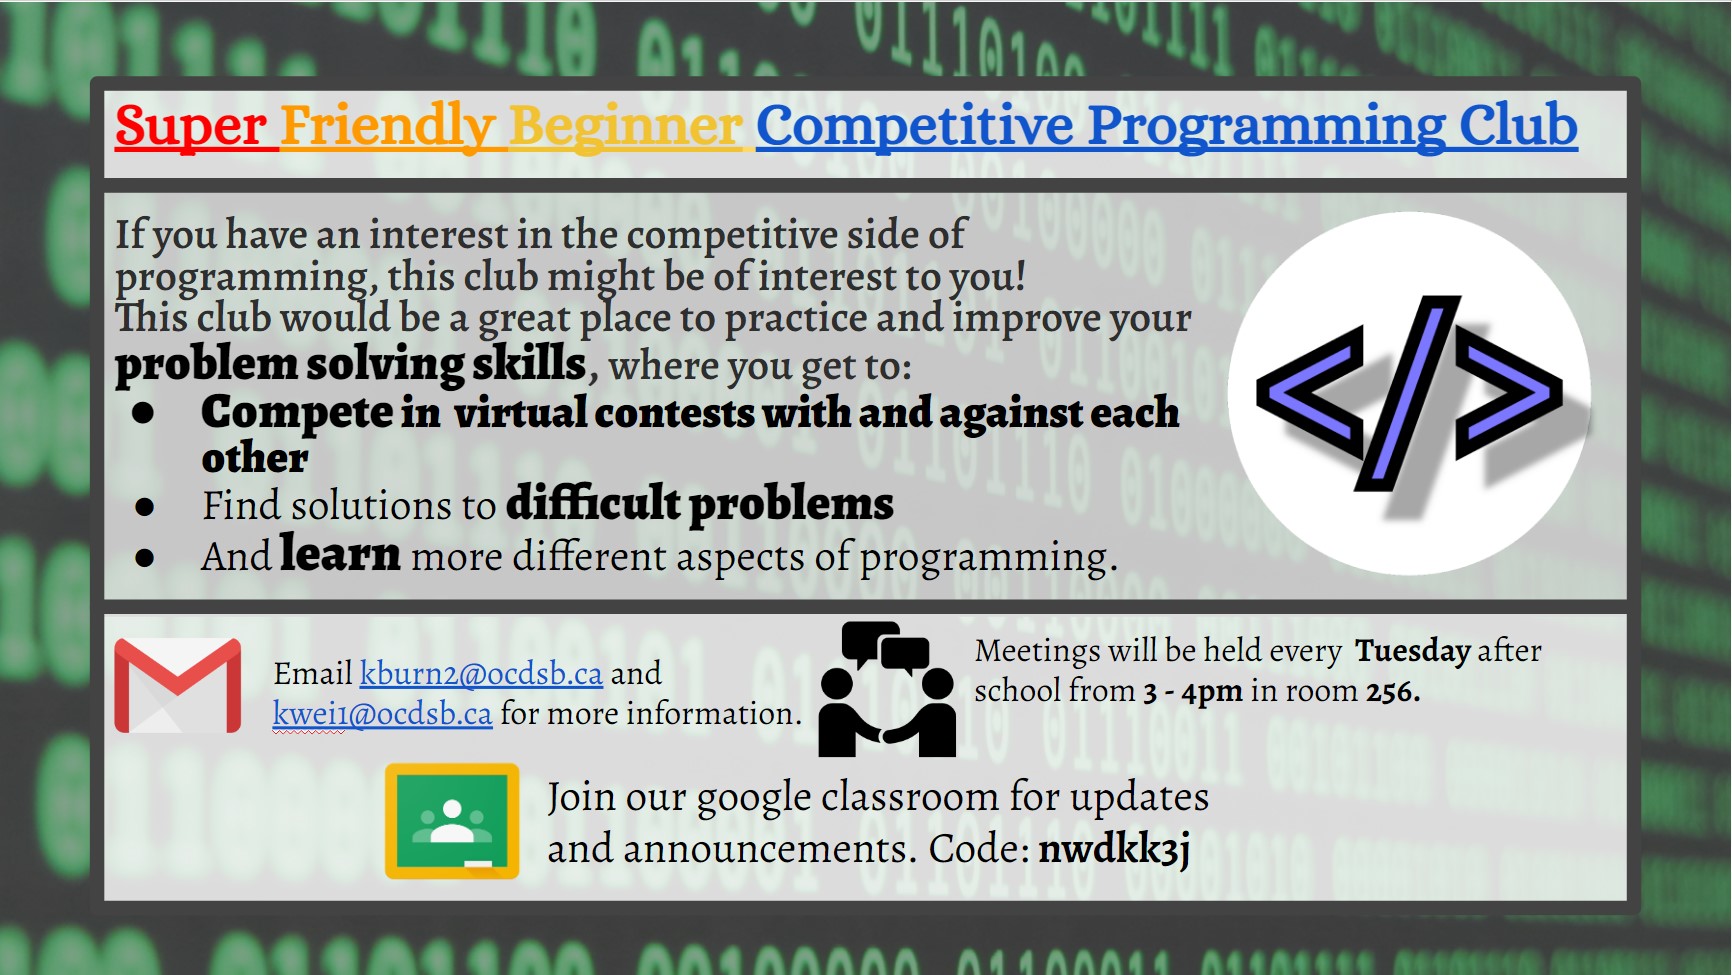 Super Friendly Beginner Competitive Programming Club
If you have an interest in the competitive side of
programming, this club might be of interest to you!
This club would be a great place to practice and improve your
problem solving skills, where you get to:
● Compete in virtual contests with and against each
other
● Find solutions to difficult problems
● And learn more different aspects of programming.
</>
Email kburn2@ocdsb.ca and
kwei1@ocdsb.ca for more information.
Meetings will be held every Tuesday after
school from 3 - 4pm in room 256.
Join our google classroom for updates
and announcements. Code: nwdkk3j